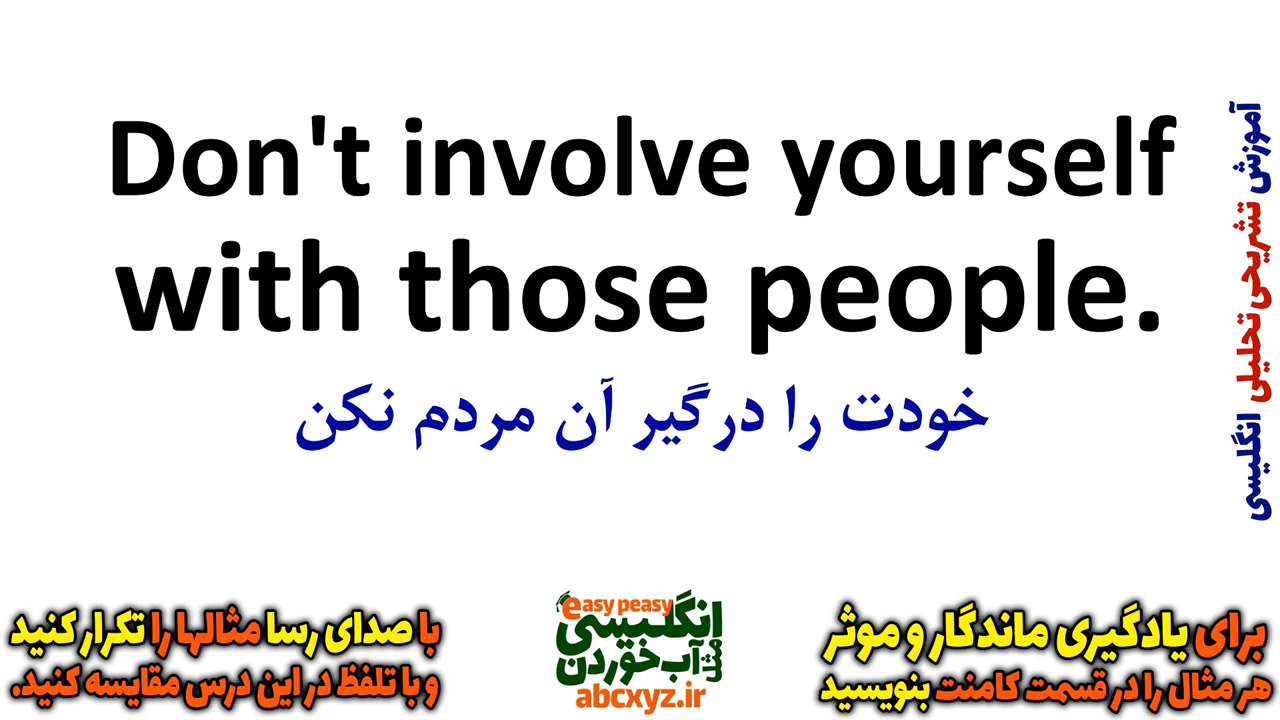 Don't involve yourself
with those people.
خودت را درگیر آن مردم نکن
آموزش تشریحی تحلیلی انگلیسی
برای یادگیری ماندگار و موثر
هر مثال را در قسمت کامنت بنویسید
easy peasy
انگلیسی
مثل آب خوردن
abcxyz.ir
با صدای رسا مثالها را تکرار کنید
و با تلفظ در این درس مقایسه کنید.